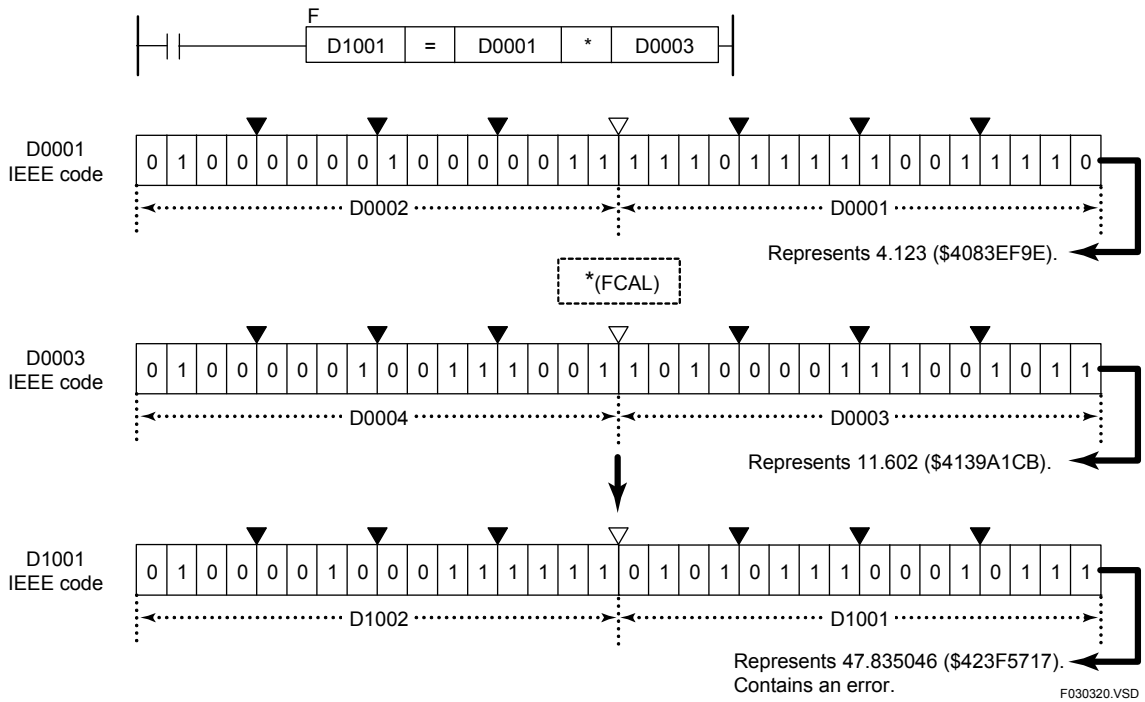 F
D1001 = D0001 * D0003
D0001
IEEE code
0 1 0 0 0 0 0 0 1 0 0 0 0 0 1 1 1 1 1 0 1 1 1 1 1 0 0 1 1 1 1 0
D0002 D0001
Represents 4.123 ($4083EF9E).
*(FCAL)
D0003
IEEE code
0 1 0 0 0 0 0 1 0 0 1 1 1 0 0 1 1 0 1 0 0 0 0 1 1 1 0 0 1 0 1 1
D0004 D0003
Represents 11.602 ($4139A1CB).
D1001
IEEE code
0 1 0 0 0 0 1 0 0 0 1 1 1 1 1 1 0 1 0 1 0 1 1 1 0 0 0 1 0 1 1 1
D1002 D1001
Represents 47.835046 ($423F5717).
Contains an error.
F030320.VSD